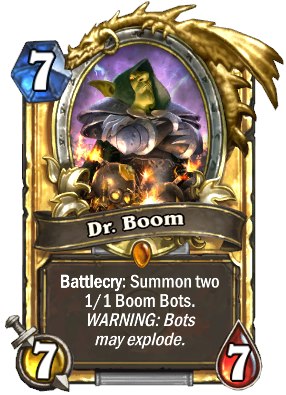 7
Dr. Boom
Battlecry: Summon two
1/1 Boom Bots.
WARNING: Bots
may explode.
7
7